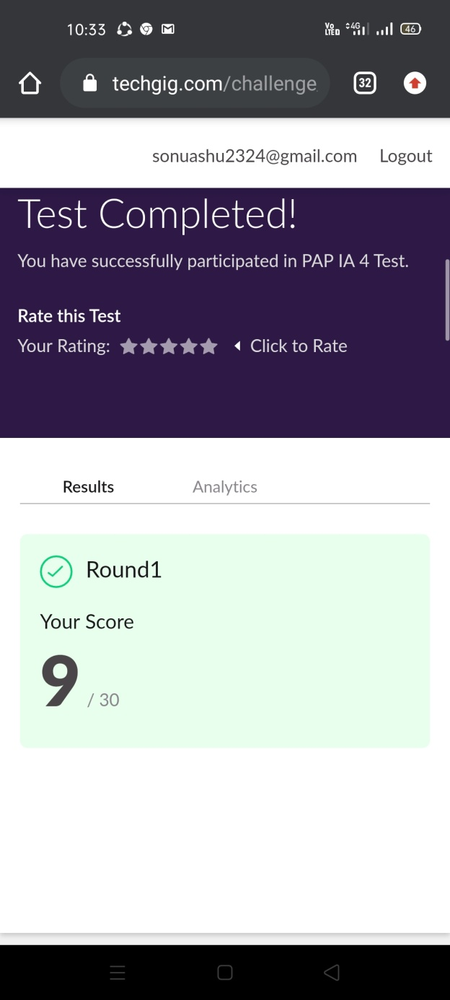 10:33 Vo LTED 4G 46
techgig.com/challenge 32
sonuashu2324@gmail.com Logout
Test Completed!
You have successfully participated in PAP IA 4 Test.
Rate this Test
Your Rating: Click to Rate
Results Analytics
Round1
Your Score
9 / 30